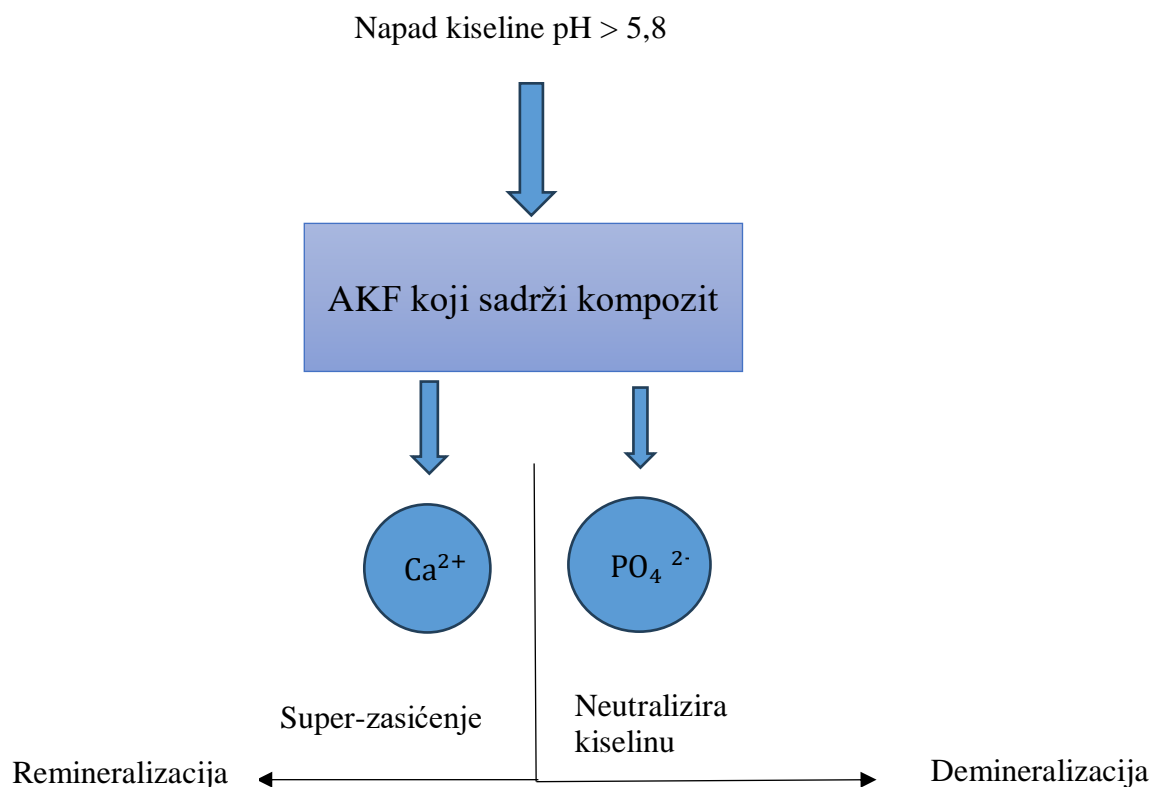 Napad kiseline pH > 5,8
AKF koji sadrži kompozit
Ca²⁺
PO₄ ²⁻
Super-zasićenje
Neutralizira
kiselinu
Remineralizacija
Demineralizacija